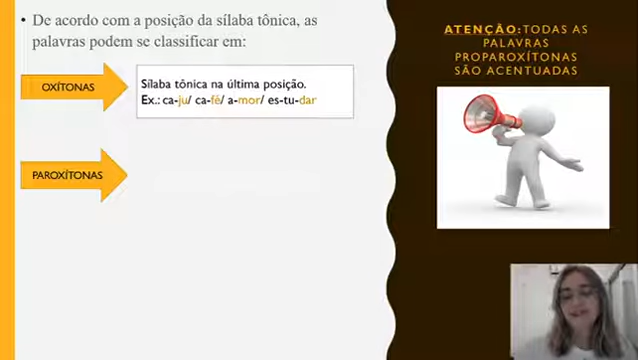 • De acordo com a posição da sílaba tônica, as
palavras podem se classificar em:
OXÍTONAS
Sílaba tônica na última posição.
Ex.: ca-ju/ ca-fé/ a-mor/ es-tu-dar
PAROXÍTONAS
ATENÇÃO:TODAS AS
PALAVRAS
PROPAROXÍTONAS
SÃO ACENTUADAS